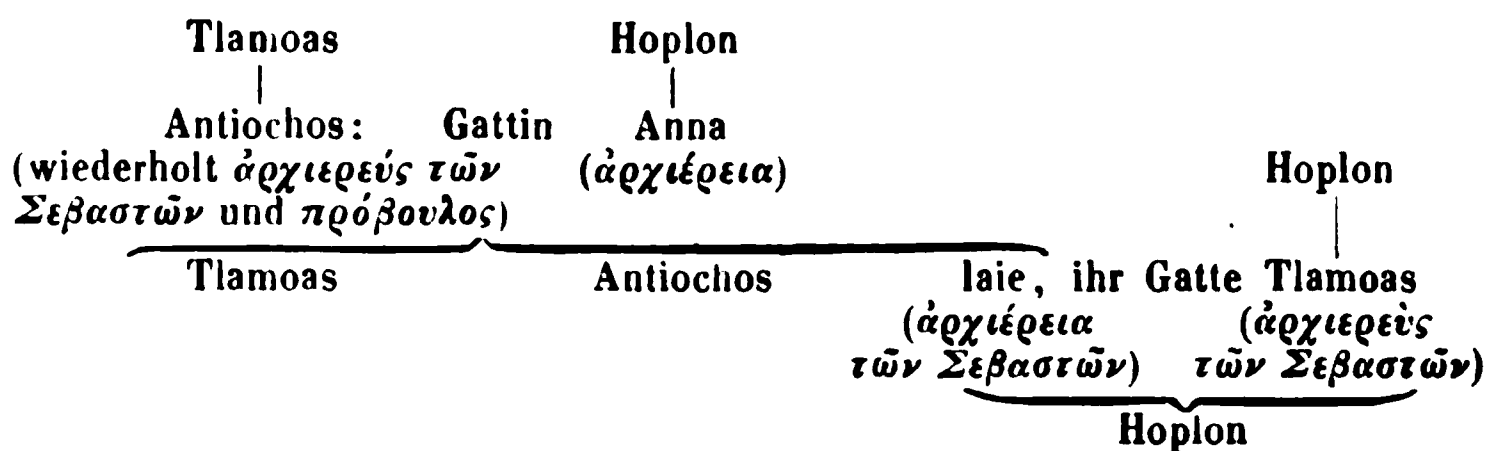 Tlamoas Hoplon
Antiochos: Gattin Anna
(wiederholt ἀρχιερεύς τῶν (ἀρχιέρεια) Hoplon
Σεβαστῶν und πρόβουλος)
Tlamoas Antiochos Iaie, ihr Gatte Tlamoas
(ἀρχιέρεια (ἀρχιερεὺς
τῶν Σεβαστῶν) τῶν Σεβαστῶν)
Hoplon